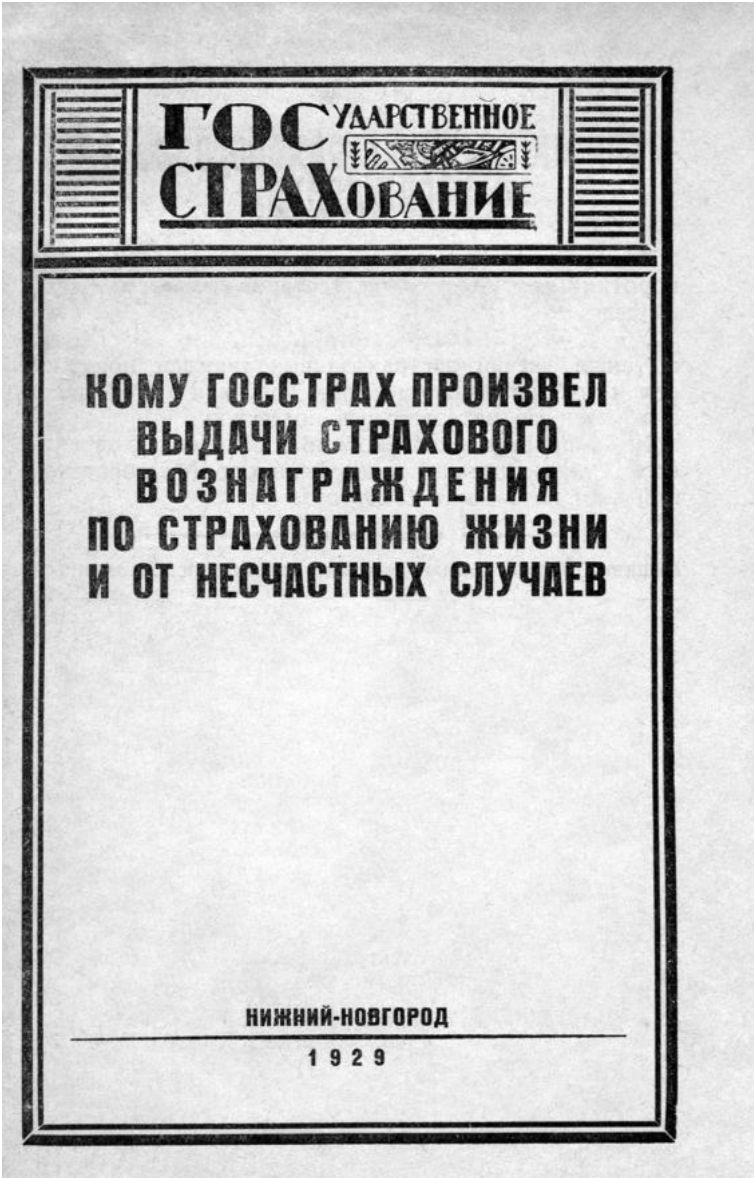 ГОСУДАРСТВЕННОЕ
СТРАХОВАНИЕ
КОМУ ГОССТРАХ ПРОИЗВЕЛ
ВЫДАЧИ СТРАХОВОГО
ВОЗНАГРАЖДЕНИЯ
ПО СТРАХОВАНИЮ ЖИЗНИ
И ОТ НЕСЧАСТНЫХ СЛУЧАЕВ
НИЖНИЙ-НОВГОРОД
1929